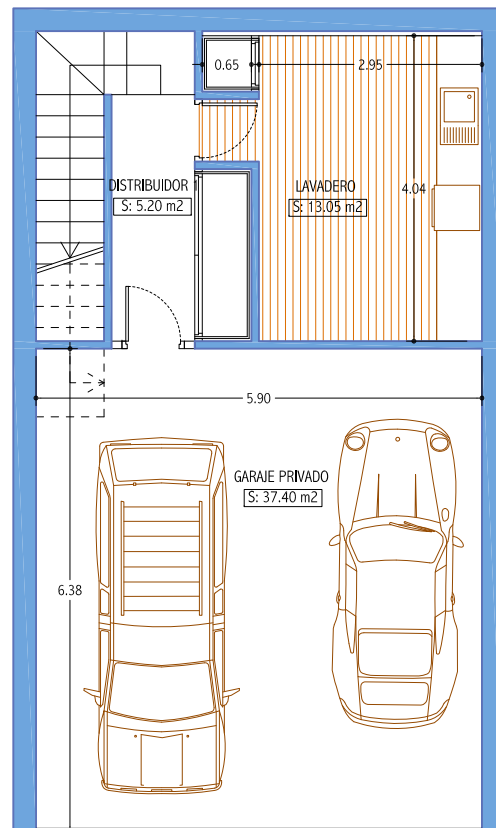 0.65
2.95
DISTRIBUIDOR 1
S: 5.20 m2
LAVADERO
S: 13.05 m2
4.04
5.90
GARAJE PRIVADO
S: 37.40 m2
6.38